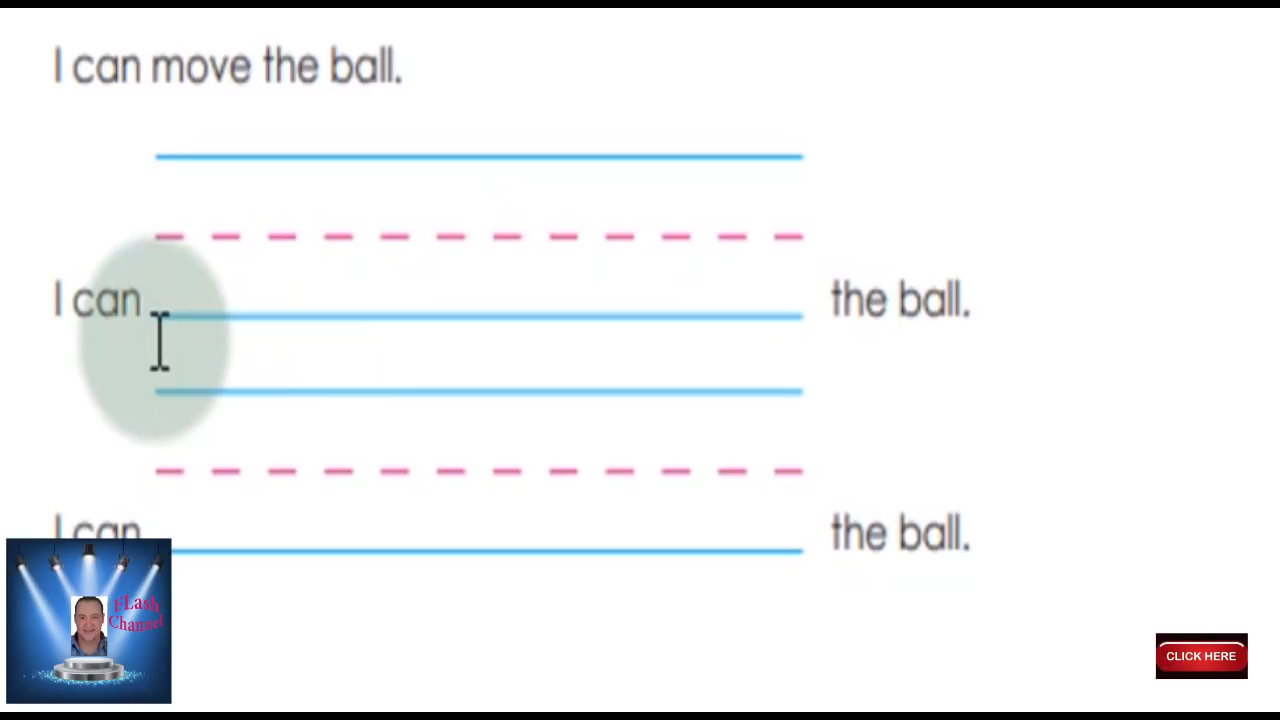 I can move the ball.
I can the ball.
I can the ball.
FLash
Channel
CLICK HERE